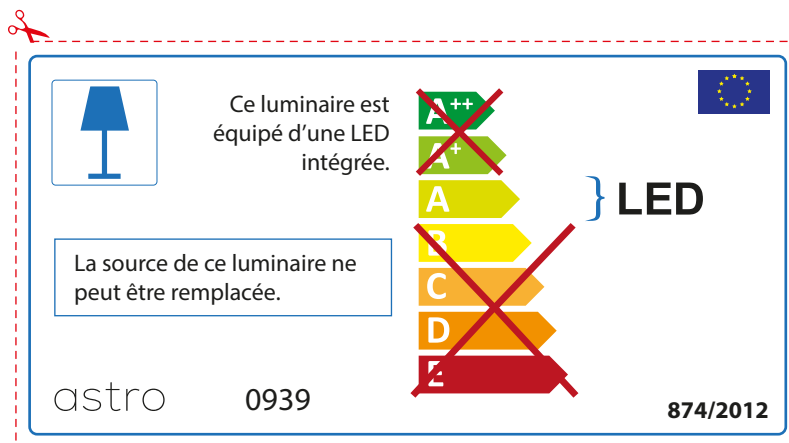 Ce luminaire est
équipé d’une LED
intégrée.
La source de ce luminaire ne
peut être remplacée.
astro
0939
A++
A+
A
B
C
D
E
LED
874/2012